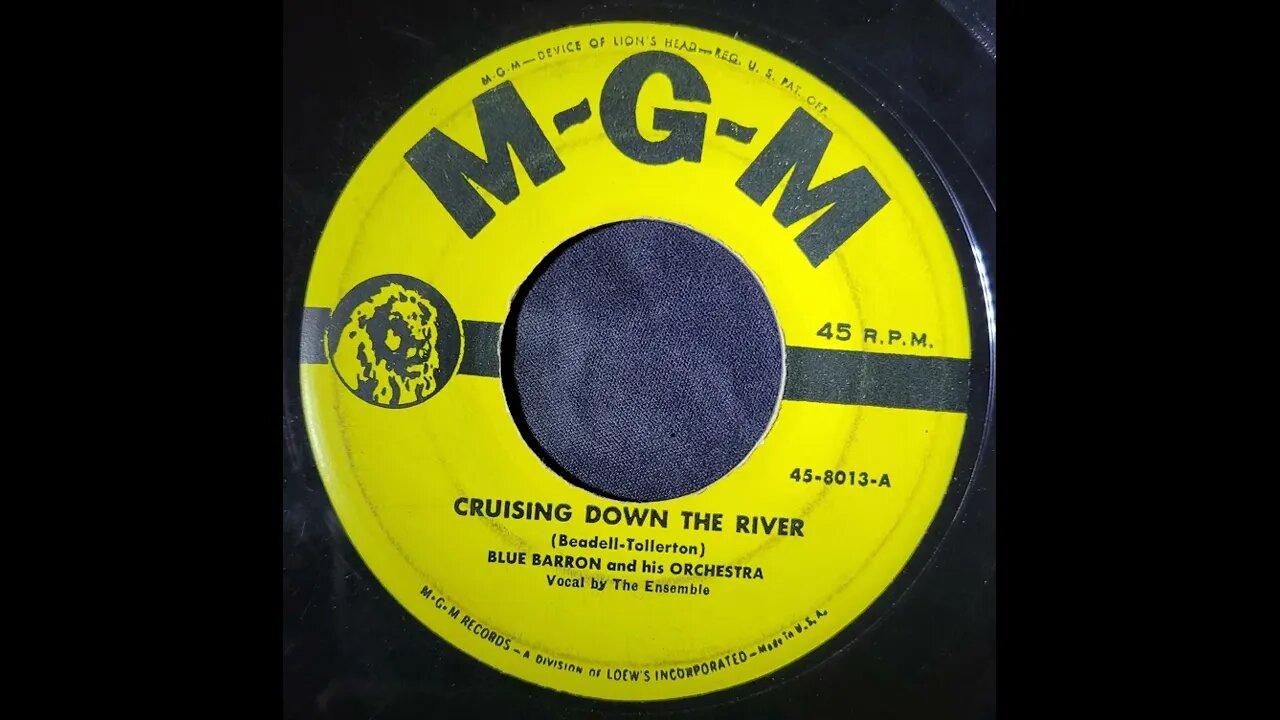 M-G-M—DEVICE OF LION'S HEAD—REG. U. S. PAT. OFF.
M-G-M
45 R.P.M.
45-8013-A
CRUISING DOWN THE RIVER
(Beadell-Tollerton)
BLUE BARRON and his ORCHESTRA
Vocal by The Ensemble
M-G-M RECORDS—A DIVISION OF LOEW'S INCORPORATED—Made in U.S.A.